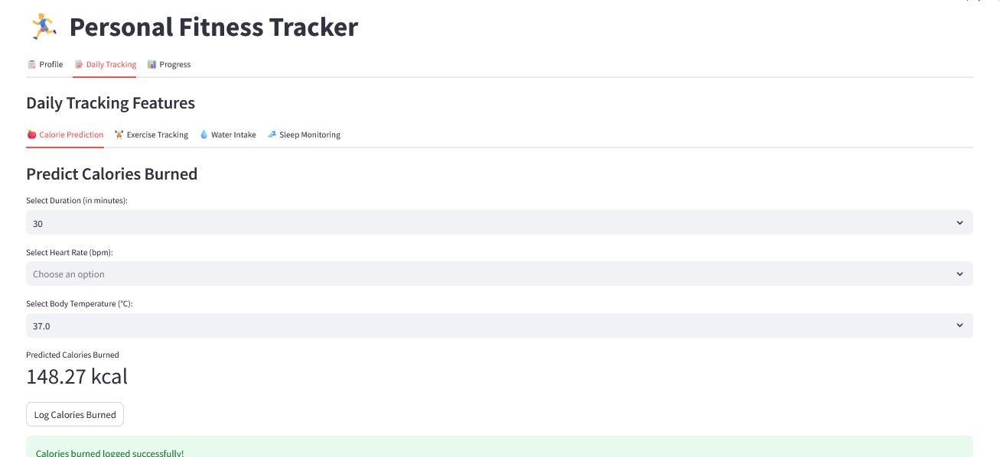 Personal Fitness Tracker
Profile Daily Tracking Progress
Daily Tracking Features
Calorie Prediction Exercise Tracking Water Intake Sleep Monitoring
Predict Calories Burned
Select Duration (in minutes):
30
Select Heart Rate (bpm):
Choose an option
Select Body Temperature (°C):
37.0
Predicted Calories Burned
148.27 kcal
Log Calories Burned
Calories burned logged successfully!